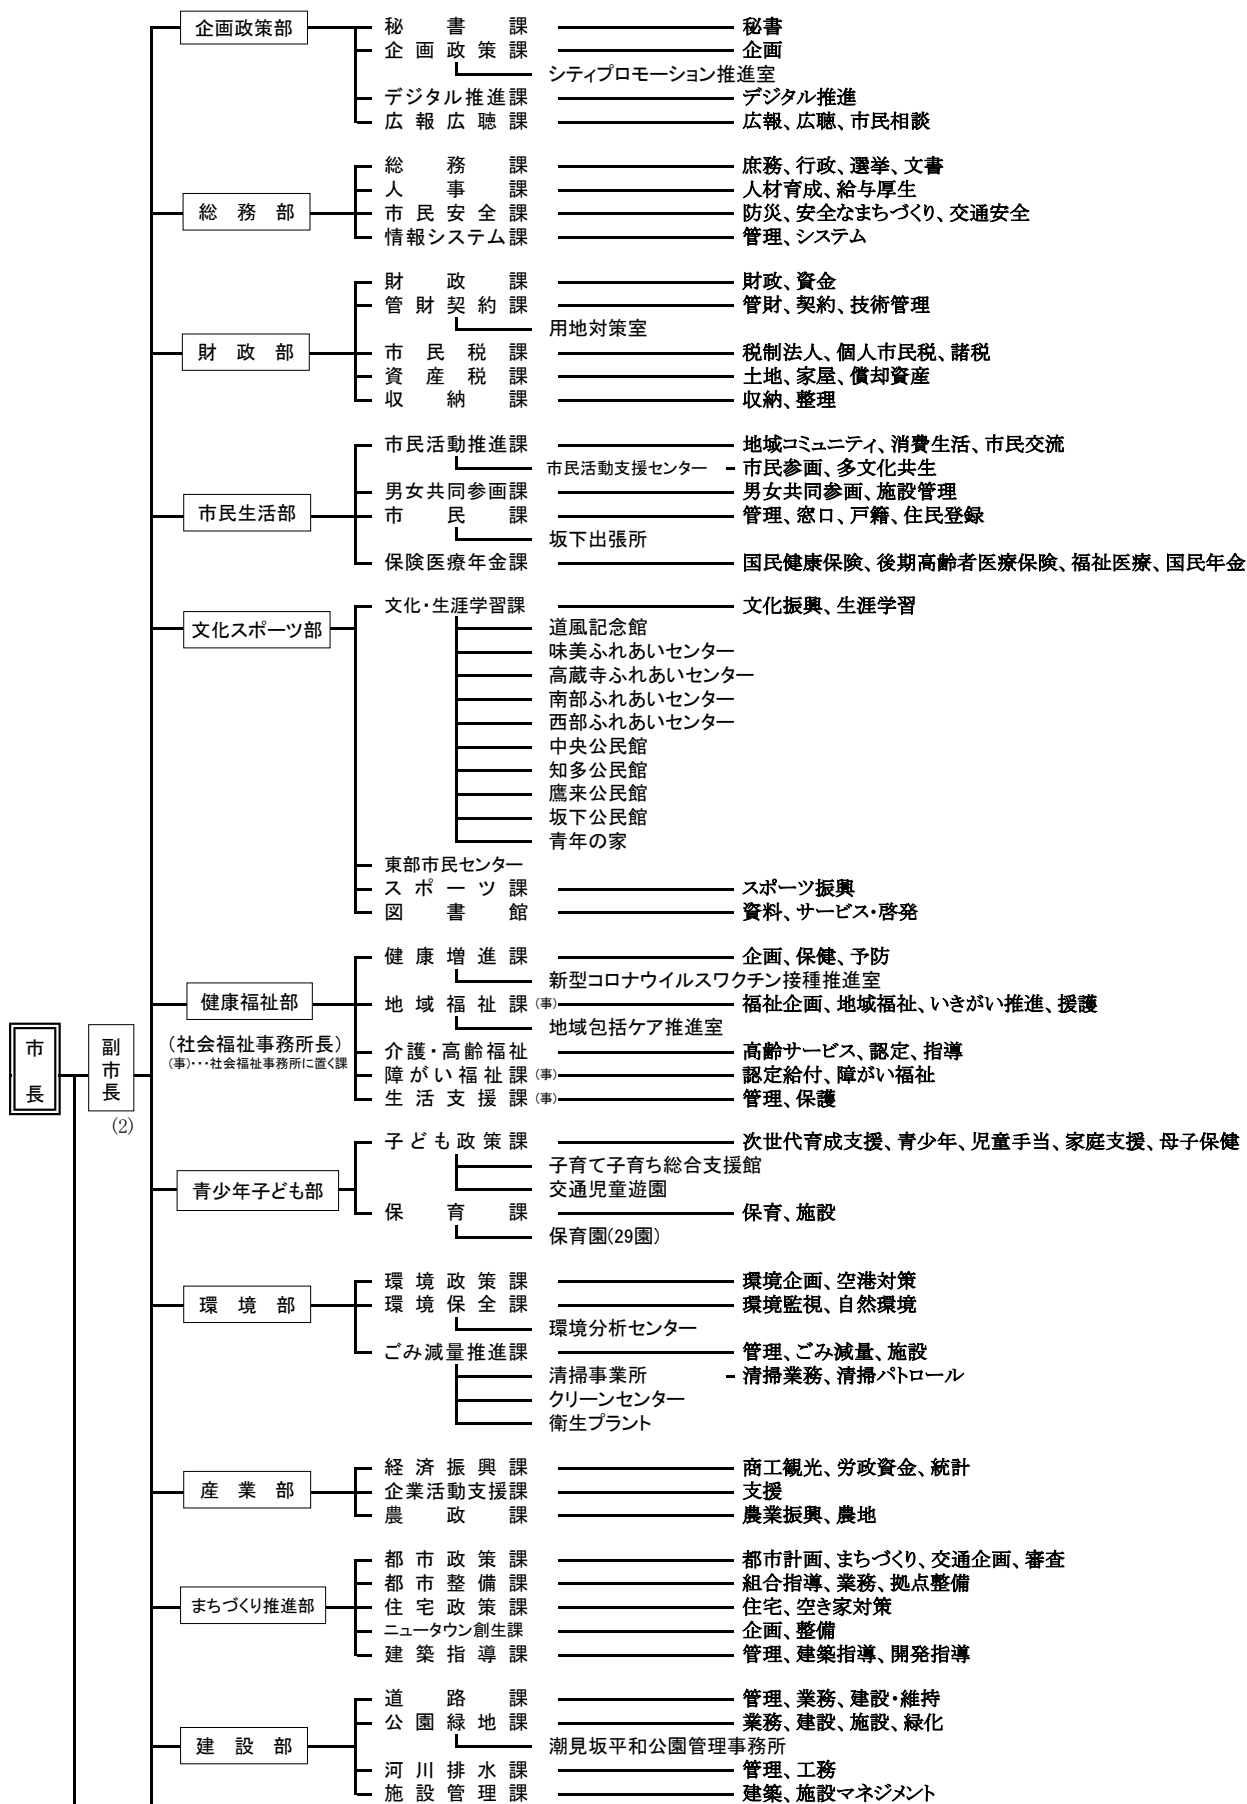 企画政策部
秘書課 秘書
企画政策課 企画
シティプロモーション推進室
デジタル推進課 デジタル推進
広報広聴課 広報、広聴、市民相談
総務部
総務課 庶務、行政、選挙、文書
人事課 人材育成、給与厚生
市民安全課 防災、安全なまちづくり、交通安全
情報システム課 管理、システム
財政部
財政課 財政、資金
管財契約課 管財、契約、技術管理
用地対策室
市民税課 税制法人、個人市民税、諸税
資産税課 土地、家屋、償却資産
収納課 収納、整理
市民生活部
市民活動推進課 地域コミュニティ、消費生活、市民交流
市民活動支援センター 市民参画、多文化共生
男女共同参画課 男女共同参画、施設管理
市民課 管理、窓口、戸籍、住民登録
坂下出張所
保険医療年金課 国民健康保険、後期高齢者医療保険、福祉医療、国民年金
文化スポーツ部
文化・生涯学習課 文化振興、生涯学習
道風記念館
味美ふれあいセンター
高蔵寺ふれあいセンター
南部ふれあいセンター
西部ふれあいセンター
中央公民館
知多公民館
鷹来公民館
坂下公民館
青年の家
東部市民センター
スポーツ課 スポーツ振興
図書館 資料、サービス・啓発
市長
副市長
(2)
健康福祉部
(社会福祉事務所長)
(事)・・・社会福祉事務所に置く課
健康増進課 企画、保健、予防
新型コロナウイルスワクチン接種推進室
地域福祉課(事) 福祉企画、地域福祉、いきがい推進、援護
地域包括ケア推進室
介護・高齢福祉 高齢サービス、認定、指導
障がい福祉課(事) 認定給付、障がい福祉
生活支援課(事) 管理、保護
青少年子ども部
子ども政策課 次世代育成支援、青少年、児童手当、家庭支援、母子保健
子育て子育ち総合支援館
交通児童遊園
保育課 保育、施設
保育園(29園)
環境部
環境政策課 環境企画、空港対策
環境保全課 環境監視、自然環境
環境分析センター
ごみ減量推進課 管理、ごみ減量、施設
清掃事業所 清掃業務、清掃パトロール
クリーンセンター
衛生プラント
産業部
経済振興課 商工観光、労政資金、統計
企業活動支援課 支援
農政課 農業振興、農地
まちづくり推進部
都市政策課 都市計画、まちづくり、交通企画、審査
都市整備課 組合指導、業務、拠点整備
住宅政策課 住宅、空き家対策
ニュータウン創生課 企画、整備
建築指導課 管理、建築指導、開発指導
建設部
道路課 管理、業務、建設・維持
公園緑地課 業務、建設、施設、緑化
潮見坂平和公園管理事務所
河川排水課 管理、工務
施設管理課 建築、施設マネジメント